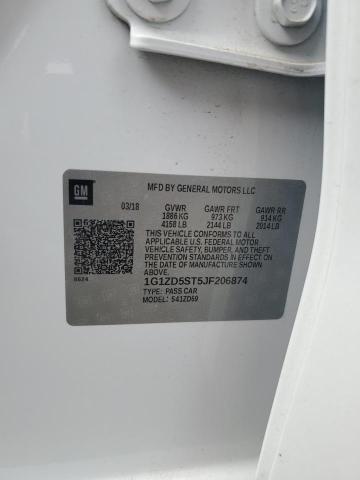 GM
MFD BY GENERAL MOTORS LLC
03/18 GVWR GAWR FRT GAWR RR
1886 KG 973 KG 914 KG
4158 LB 2144 LB 2014 LB
THIS VEHICLE CONFORMS TO ALL
APPLICABLE U.S. FEDERAL MOTOR
VEHICLE SAFETY, BUMPER, AND THEFT
PREVENTION STANDARDS IN EFFECT ON THE
DATE OF MANUFACTURE SHOWN ABOVE.
8624
1G1ZD5ST5JF206874
TYPE: PASS CAR
MODEL: S41ZD69